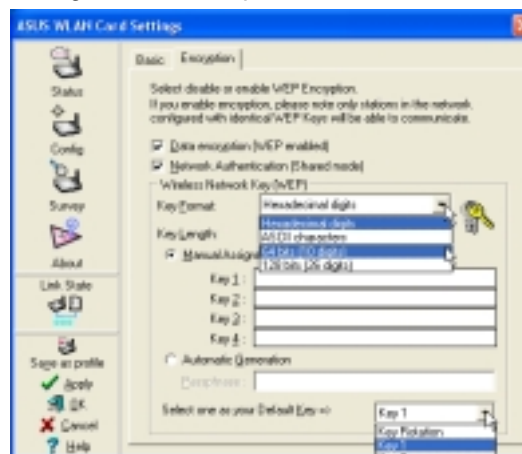 ASUS WLAN Card Settings
Status
Config
Survey
About
Link State
Save as profile
Apply
OK
Cancel
Help
Basic
Encryption
Select disable or enable WEP Encryption.
If you enable encryption, please note only stations in the network
configured with identical WEP Keys will be able to communicate.
Data encryption (WEP enabled)
Network Authentication (Shared mode)
Wireless Network Key (WEP)
Key Format
Hexadecimal digits
Hexadecimal digits
ASCII characters
Key Length
64 bits (10 digits)
128 bits (26 digits)
Manual Assign
Key 1 :
Key 2 :
Key 3 :
Key 4 :
Automatic Generation
Passphrase :
Select one as your Default Key =>
Key 1
Key Rotation
Key 1